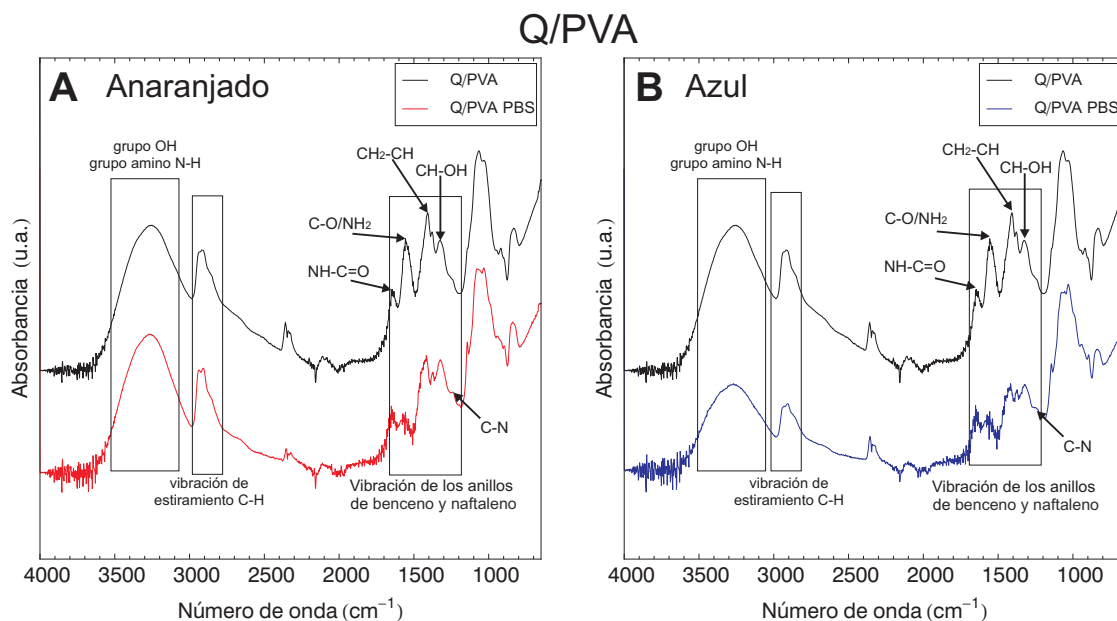 Q/PVA
A Anaranjado
Q/PVA
Q/PVA PBS
grupo OH
grupo amino N-H
CH₂-CH
CH-OH
C-O/NH₂
NH-C=O
C-N
vibración de
estiramiento C-H
Vibración de los anillos
de benceno y naftaleno
Absorbancia (u.a.)
4000 3500 3000 2500 2000 1500 1000
Número de onda (cm⁻¹)
B Azul
Q/PVA
Q/PVA PBS
grupo OH
grupo amino N-H
CH₂-CH
CH-OH
C-O/NH₂
NH-C=O
C-N
vibración de
estiramiento C-H
Vibración de los anillos
de benceno y naftaleno
Absorbancia (u.a.)
4000 3500 3000 2500 2000 1500 1000
Número de onda (cm⁻¹)